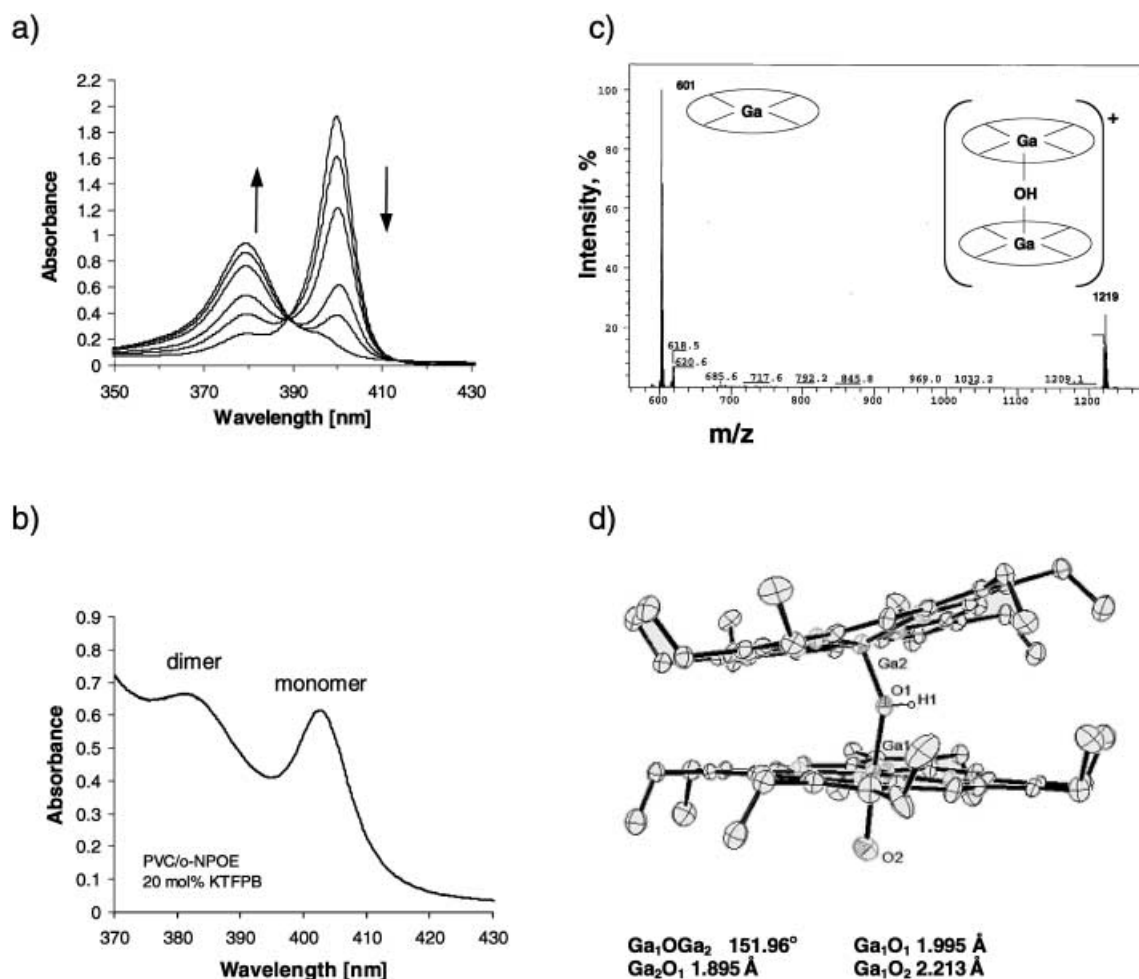 a)
2.2
2
1.8
1.6
1.4
1.2
1
0.8
0.6
0.4
0.2
0
350 370 390 410 430
Absorbance
Wavelength [nm]
c)
100
80
60
40
20
601
Ga
Ga
OH
Ga
+
1219
618.5
620.6
685.6 717.6 792.2 845.8 969.0 1032.2 1209.1
600 700 800 900 1000 1100 1200
Intensity, %
m/z
b)
0.9
0.8
0.7
0.6
0.5
0.4
0.3
0.2
0.1
0
dimer
monomer
PVC/o-NPOE
20 mol% KTFPB
370 380 390 400 410 420 430
Absorbance
Wavelength [nm]
d)
Ga2
O1
H1
Ga1
O2
Ga₁OGa₂ 151.96° Ga₁O₁ 1.995 Å
Ga₂O₁ 1.895 Å Ga₁O₂ 2.213 Å